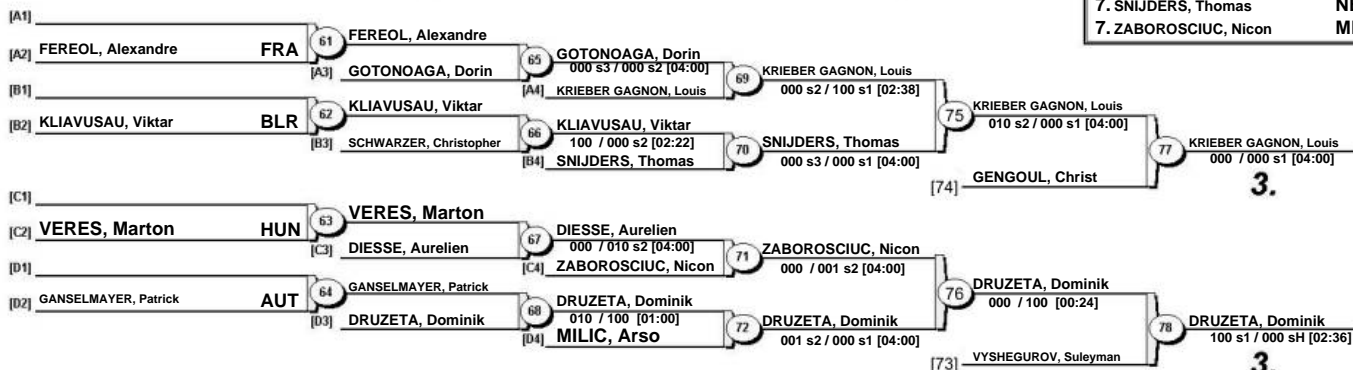 7. SNIJDERS, Thomas
7. ZABOROSCIUC, Nicon
[A1]
[A2] FEREOL, Alexandre FRA
61
FEREOL, Alexandre
[A3] GOTONOAGA, Dorin
65
GOTONOAGA, Dorin
000 s3 / 000 s2 [04:00]
[A4] KRIEBER GAGNON, Louis
69
KRIEBER GAGNON, Louis
000 s2 / 100 s1 [02:38]
[B1]
[B2] KLIAVUSAU, Viktar BLR
62
KLIAVUSAU, Viktar
[B3] SCHWARZER, Christopher
66
KLIAVUSAU, Viktar
100 / 000 s2 [02:22]
[B4] SNIJDERS, Thomas
70
SNIJDERS, Thomas
000 s3 / 000 s1 [04:00]
75
KRIEBER GAGNON, Louis
010 s2 / 000 s1 [04:00]
[74] GENGOUL, Christ
77
KRIEBER GAGNON, Louis
000 / 000 s1 [04:00]
3.
[C1]
[C2] VERES, Marton HUN
63
VERES, Marton
[C3] DIESSE, Aurelien
67
DIESSE, Aurelien
000 / 010 s2 [04:00]
[C4] ZABOROSCIUC, Nicon
71
ZABOROSCIUC, Nicon
000 / 001 s2 [04:00]
[D1]
[D2] GANSELMAYER, Patrick AUT
64
GANSELMAYER, Patrick
[D3] DRUZETA, Dominik
68
DRUZETA, Dominik
010 / 100 [01:00]
[D4] MILIC, Arso
72
DRUZETA, Dominik
001 s2 / 000 s1 [04:00]
76
DRUZETA, Dominik
000 / 100 [00:24]
[73] VYSHEGUROV, Suleyman
78
DRUZETA, Dominik
100 s1 / 000 sH [02:36]
3.